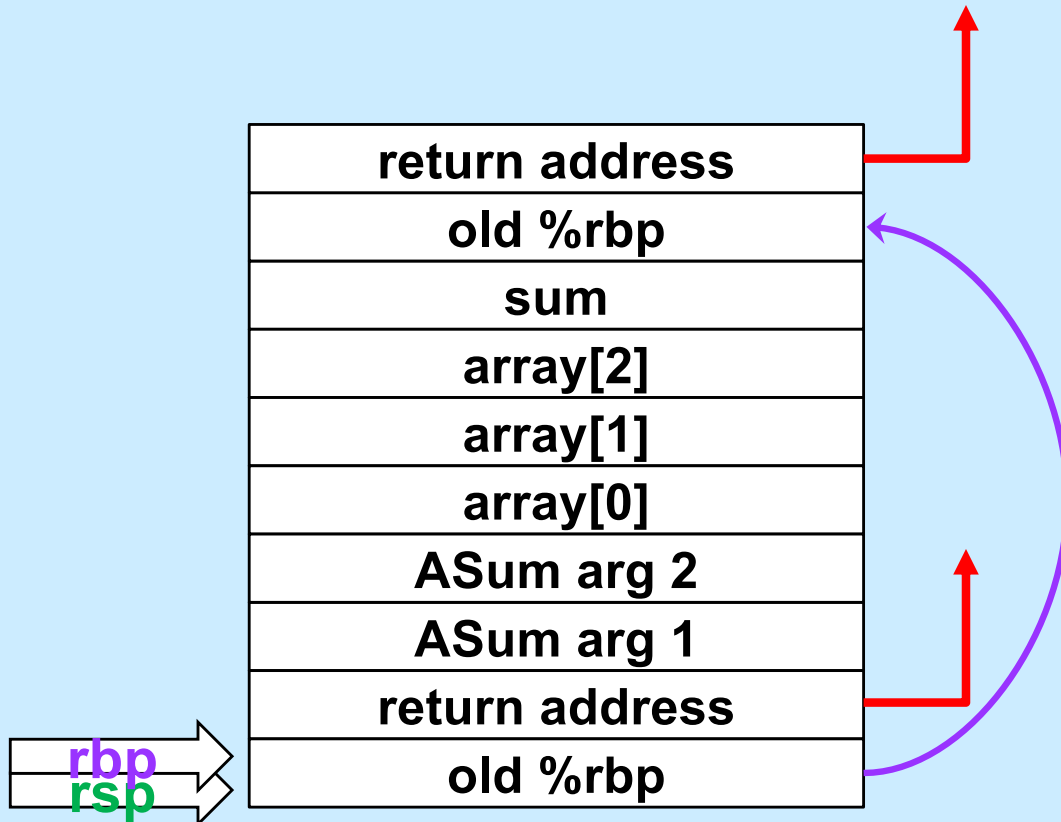 return address
old %rbp
sum
array[2]
array[1]
array[0]
ASum arg 2
ASum arg 1
return address
rbp
rsp
old %rbp